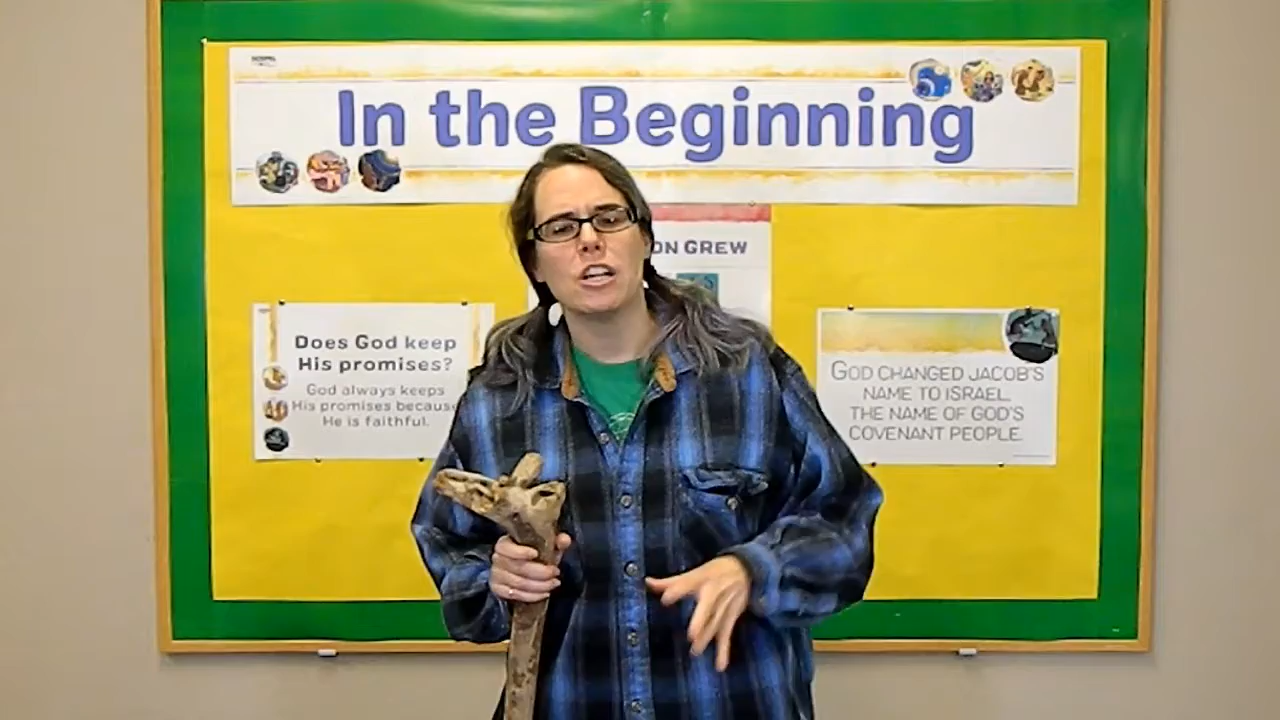 In the Beginning
ON GREW
Does God keep
His promises?
God always keeps
His promises because
He is faithful.
GOD CHANGED JACOB'S
NAME TO ISRAEL,
THE NAME OF GOD'S
COVENANT PEOPLE.